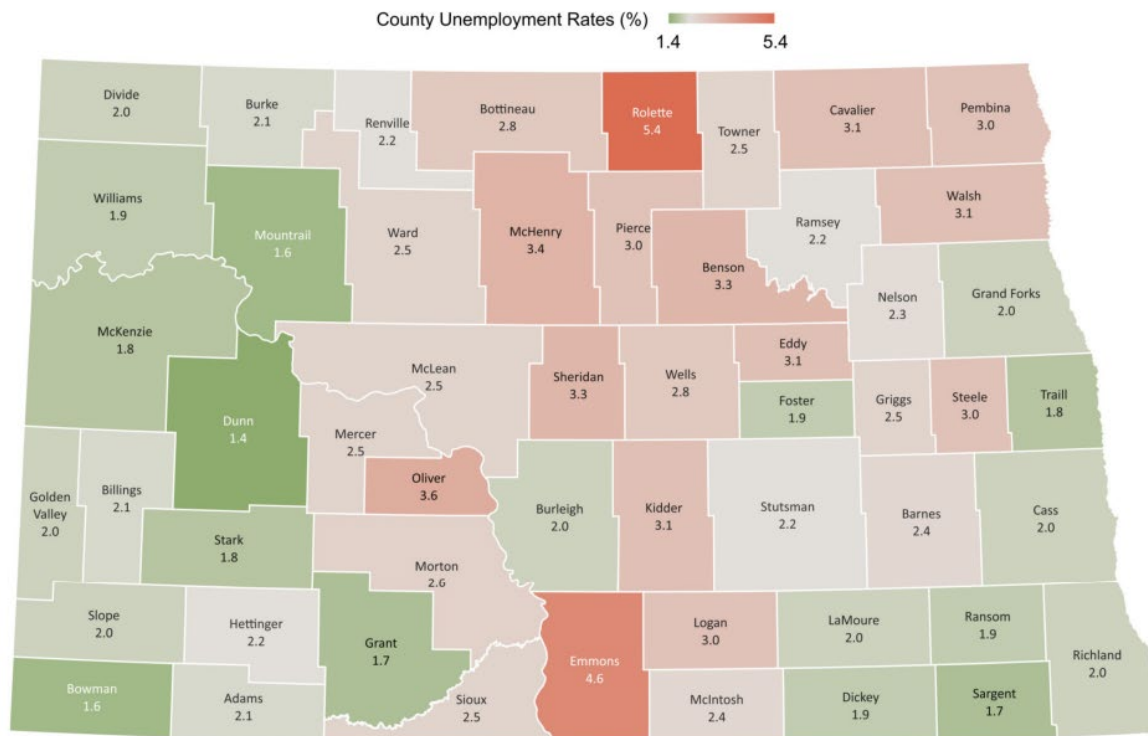 County Unemployment Rates (%)
1.4 5.4
Divide
2.0
Burke
2.1
Renville
2.2
Bottineau
2.8
Rolette
5.4
Towner
2.5
Cavalier
3.1
Pembina
3.0
Williams
1.9
Mountrail
1.6
Ward
2.5
McHenry
3.4
Pierce
3.0
Benson
3.3
Ramsey
2.2
Walsh
3.1
McKenzie
1.8
Nelson
2.3
Grand Forks
2.0
Dunn
1.4
McLean
2.5
Mercer
2.5
Oliver
3.6
Sheridan
3.3
Wells
2.8
Eddy
3.1
Foster
1.9
Griggs
2.5
Steele
3.0
Traill
1.8
Golden
Valley
2.0
Billings
2.1
Stark
1.8
Morton
2.6
Burleigh
2.0
Kidder
3.1
Stutsman
2.2
Barnes
2.4
Cass
2.0
Slope
2.0
Hettinger
2.2
Grant
1.7
Emmons
4.6
Logan
3.0
LaMoure
2.0
Ransom
1.9
Richland
2.0
Bowman
1.6
Adams
2.1
Sioux
2.5
McIntosh
2.4
Dickey
1.9
Sargent
1.7